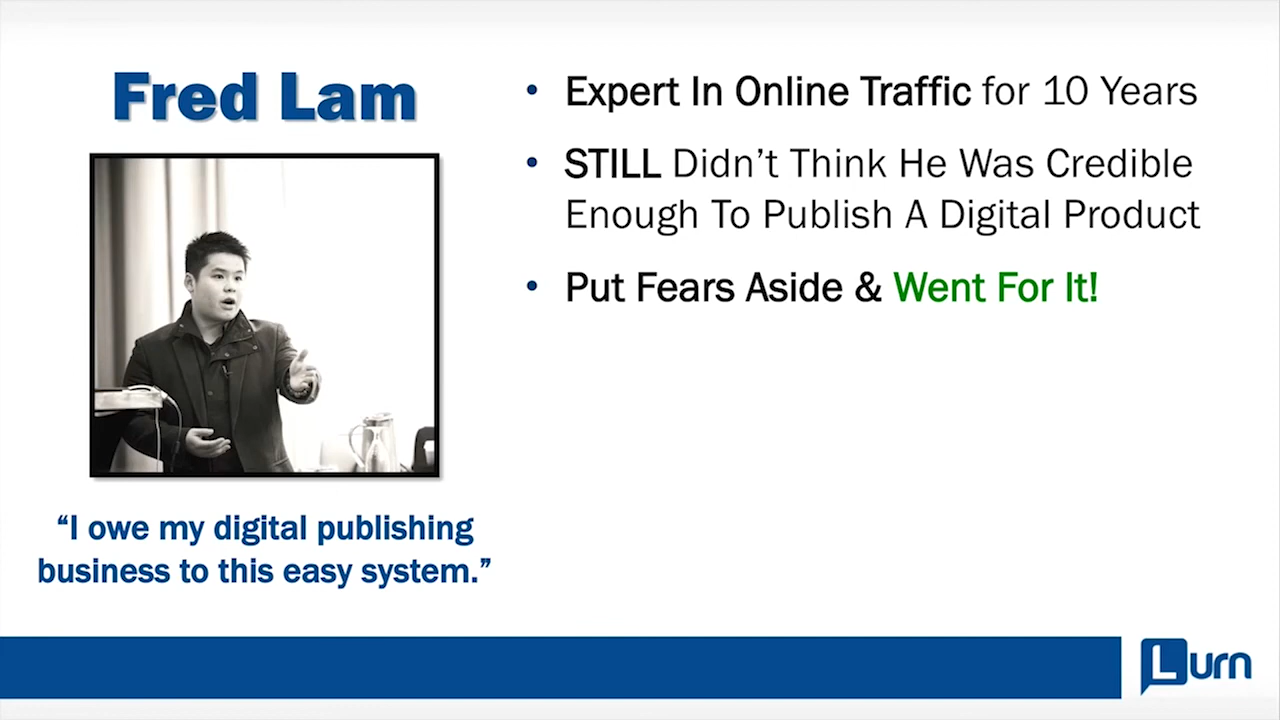 Fred Lam
“I owe my digital publishing
business to this easy system.”
• Expert In Online Traffic for 10 Years
• STILL Didn’t Think He Was Credible
Enough To Publish A Digital Product
• Put Fears Aside & Went For It!
Lurn